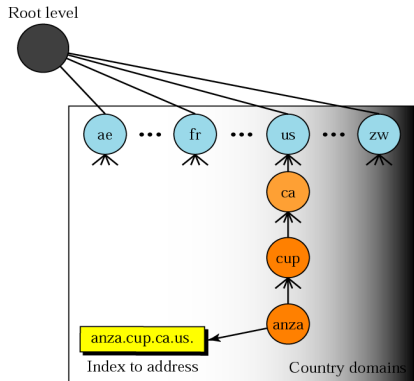 Root level
ae ••• fr ••• us ••• zw
ca
cup
anza
anza.cup.ca.us.
Index to address
Country domains